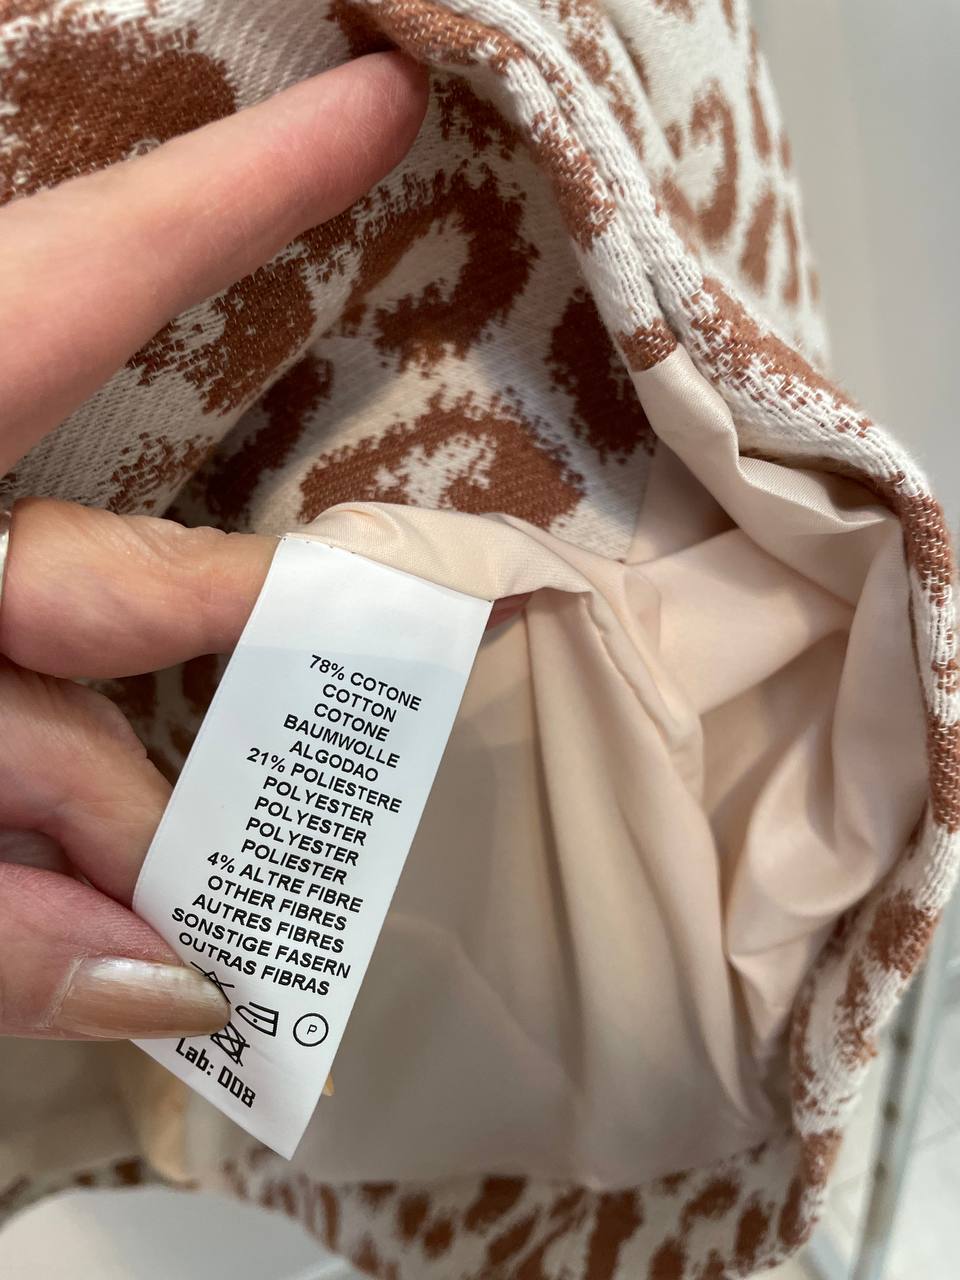 78% COTONE
COTTON
COTONE
BAUMWOLLE
ALGODAO
21% POLIESTERE
POLYESTER
POLYESTER
POLYESTER
POLIESTER
4% ALTRE FIBRE
OTHER FIBRES
AUTRES FIBRES
SONSTIGE FASERN
OUTRAS FIBRAS
P
Lab: 008